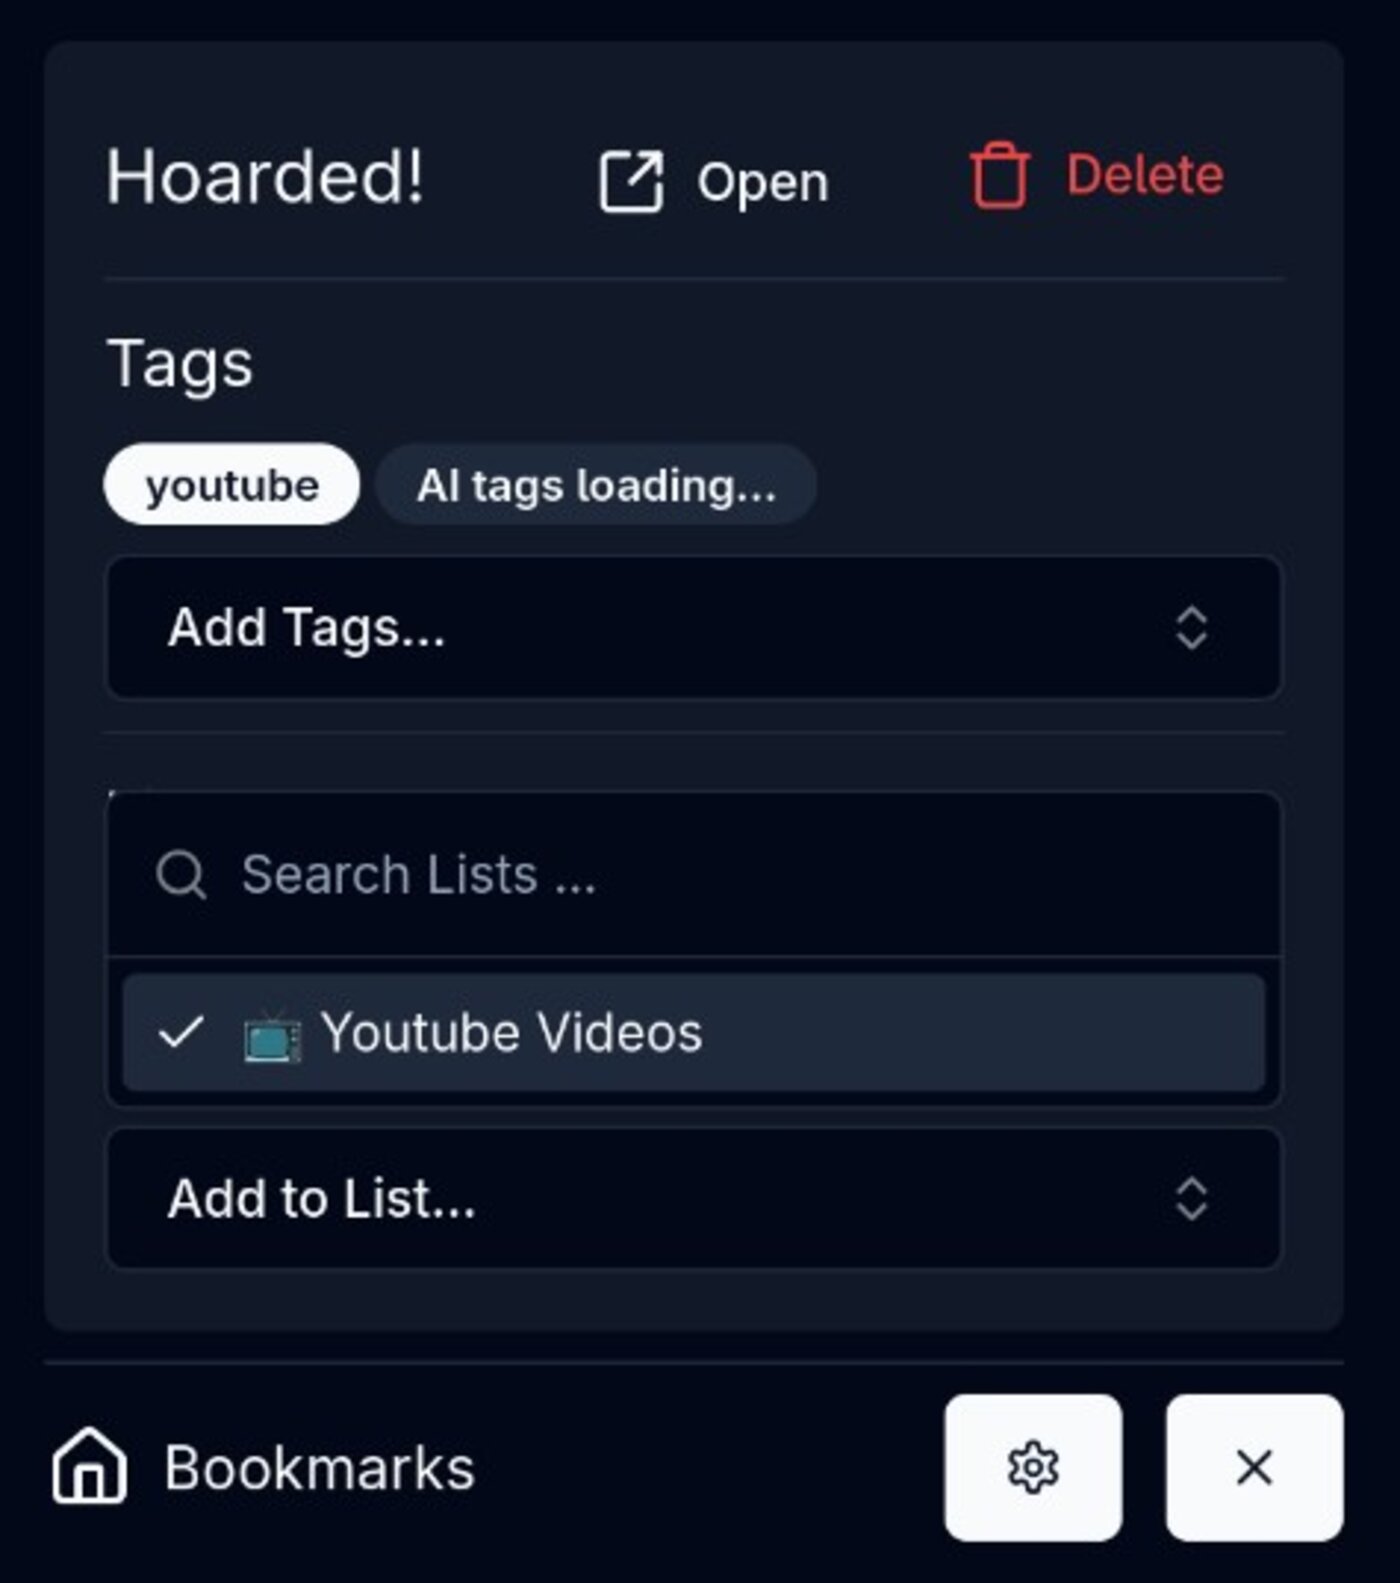 Hoarded! Open Delete
Tags
youtube AI tags loading...
Add Tags...
Search Lists ...
Youtube Videos
Add to List...
Bookmarks